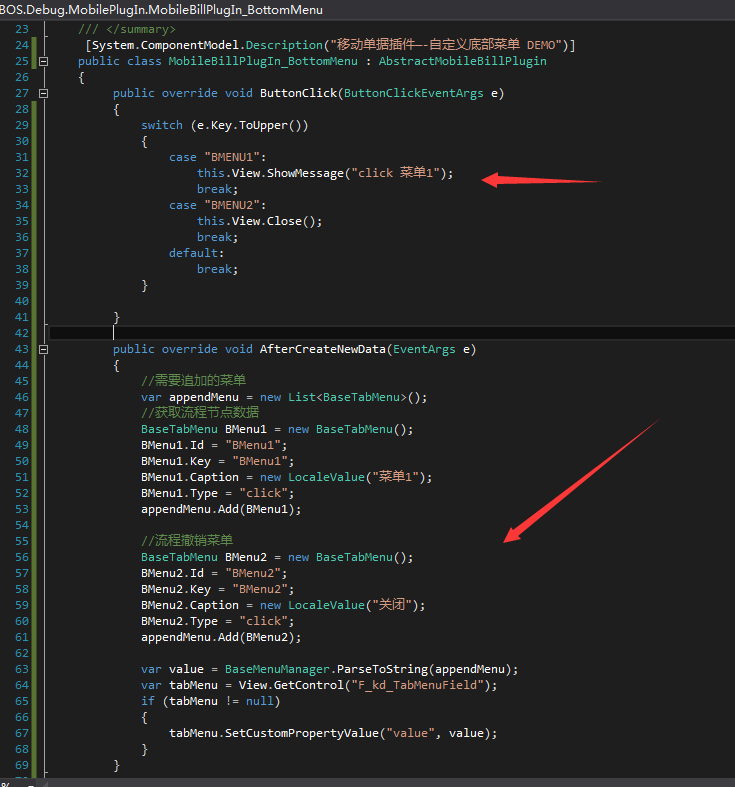 BOS.Debug.MobilePlugIn.MobileBillPlugIn_BottomMenu
23 /// </summary>
24 [System.ComponentModel.Description("移动单据插件--自定义底部菜单 DEMO")]
25 public class MobileBillPlugIn_BottomMenu : AbstractMobileBillPlugin
26 {
27 public override void ButtonClick(ButtonClickEventArgs e)
28 {
29 switch (e.Key.ToUpper())
30 {
31 case "BMENU1":
32 this.View.ShowMessage("click 菜单1");
33 break;
34 case "BMENU2":
35 this.View.Close();
36 break;
37 default:
38 break;
39 }
40
41 }
42
43 public override void AfterCreateNewData(EventArgs e)
44 {
45 //需要追加的菜单
46 var appendMenu = new List<BaseTabMenu>();
47 //获取流程节点数据
48 BaseTabMenu BMenu1 = new BaseTabMenu();
49 BMenu1.Id = "BMenu1";
50 BMenu1.Key = "BMenu1";
51 BMenu1.Caption = new LocaleValue("菜单1");
52 BMenu1.Type = "click";
53 appendMenu.Add(BMenu1);
54
55 //流程撤销菜单
56 BaseTabMenu BMenu2 = new BaseTabMenu();
57 BMenu2.Id = "BMenu2";
58 BMenu2.Key = "BMenu2";
59 BMenu2.Caption = new LocaleValue("关闭");
60 BMenu2.Type = "click";
61 appendMenu.Add(BMenu2);
62
63 var value = BaseMenuManager.ParseToString(appendMenu);
64 var tabMenu = View.GetControl("F_kd_TabMenuField");
65 if (tabMenu != null)
66 {
67 tabMenu.SetCustomPropertyValue("value", value);
68 }
69 }